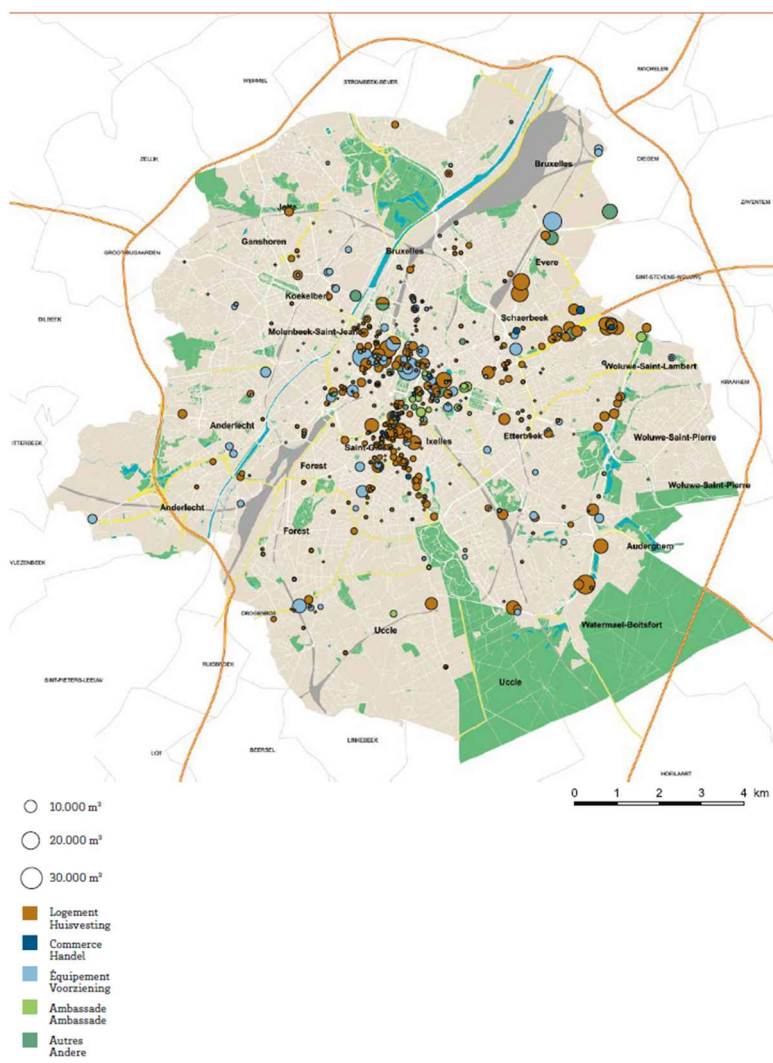 WEMMEL
STROMBEEK-BEVER
MACHELEN
ZELLIK
Bruxelles
DIEGEM
Jette
ZAVENTEM
Ganshoren
Bruxelles
GROOT-BIJGAARDEN
Evere
SINT-STEVENS-WOLUWE
Koekelberg
DILBEEK
Schaerbeek
Molenbeek-Saint-Jean
Woluwe-Saint-Lambert
KRAAINEM
Anderlecht
Etterbeek
Ixelles
Woluwe-Saint-Pierre
ITTERBEEK
Saint-Gilles
Forest
Woluwe-Saint-Pierre
Anderlecht
Forest
Auderghem
VLEZENBEEK
DROGENBOS
Watermael-Boitsfort
Uccle
RUISBROEK
SINT-PIETERS-LEEUW
Uccle
LINKEBEEK
LOT
BEERSEL
HOEILAART
0 1 2 3 4 km
10.000 m²
20.000 m²
30.000 m²
Logement
Huisvesting
Commerce
Handel
Équipement
Voorziening
Ambassade
Ambassade
Autres
Andere